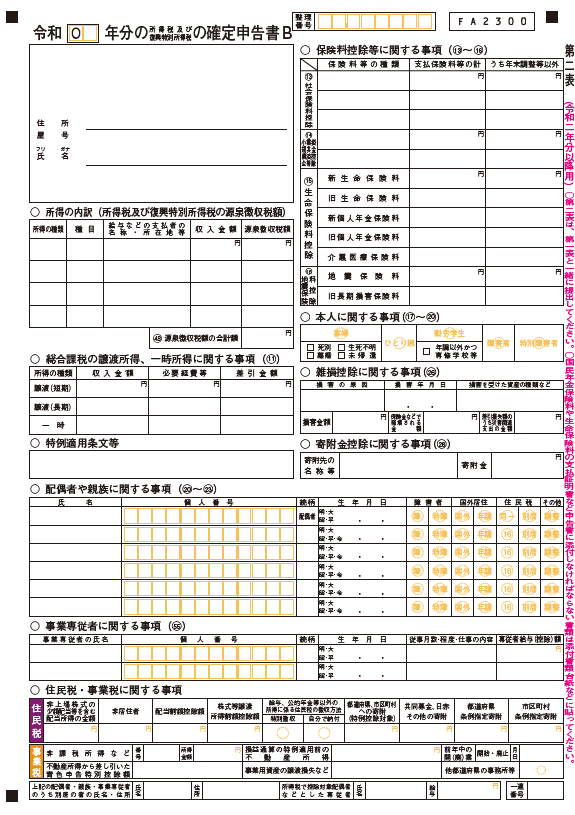 整理番号
FA2300
令和 0 年分の所得税及び復興特別所得税の確定申告書B
住所
屋号
フリガナ
氏名
○ 所得の内訳（所得税及び復興特別所得税の源泉徴収税額）
所得の種類 種目 給与などの支払者の名称・所在地等 収入金額 源泉徴収税額
円 円
㊽ 源泉徴収税額の合計額 円
○ 総合課税の譲渡所得、一時所得に関する事項（⑪）
所得の種類 収入金額 必要経費等 差引金額
譲渡（短期） 円 円 円
譲渡（長期）
一時
○ 特例適用条文等
○ 保険料控除等に関する事項（⑬～⑯）
保険料等の種類 支払保険料等の計 うち年末調整等以外
⑬社会保険料控除 円 円
⑭
⑮生命保険料控除
新生命保険料 円 円
旧生命保険料
新個人年金保険料
旧個人年金保険料
介護医療保険料
⑯地震保険料控除
地震保険料 円 円
旧長期損害保険料
○ 本人に関する事項（⑰～⑳）
寡婦 ひとり親 勤労学生 障害者 特別障害者
□ 死別 □ 生死不明
□ 離婚 □ 未帰還
□ 年調以外かつ専修学校等
○ 雑損控除に関する事項（㉖）
損害の原因 損害年月日 損害を受けた資産の種類など
損害金額 円 保険金などで補填される金額 円 差引損失額のうち災害関連支出の金額 円
○ 寄附金控除に関する事項（㉘）
寄附先の名称等 寄附金 円
○ 配偶者や親族に関する事項（⑳～㉓）
氏名 個人番号 続柄 生年月日 障害者 国外居住 住民税 その他
配偶者 明・大 昭・平 障 特障 国外 年調 同一 別居 調整
明・大 昭・平・令 障 特障 国外 年調 16 別居 調整
明・大 昭・平・令 障 特障 国外 年調 16 別居 調整
明・大 昭・平・令 障 特障 国外 年調 16 別居 調整
明・大 昭・平・令 障 特障 国外 年調 16 別居 調整
明・大 昭・平・令 障 特障 国外 年調 16 別居 調整
○ 事業専従者に関する事項（�55）
事業専従者の氏名 個人番号 続柄 生年月日 従事月数・程度・仕事の内容 専従者給与（控除）額
明・大 昭・平 円
明・大 昭・平
○ 住民税・事業税に関する事項
住民税
非上場株式の少額配当等を含む配当所得の金額 非居住者 配当割額控除額 株式等譲渡所得割額控除額 給与、公的年金等以外の所得に係る住民税の徴収方法 都道府県、市区町村への寄附（特例控除対象） 共同募金、日赤その他の寄附 都道府県条例指定寄附 市区町村条例指定寄附
特別徴収 自分で納付
円 円 円 円 円 円 円 円
事業税
非課税所得など 番号 所得金額 円 損益通算の特例適用前の不動産所得 円 前年中の開（廃）業 開始・廃止 月日
不動産所得から差し引いた青色申告特別控除額 円 事業用資産の譲渡損失など 他都道府県の事務所等
上記の配偶者・親族・事業専従者のうち別居の者の氏名・住所 氏名 住所 所得税で控除対象配偶者などとした専従者 氏名 給与 円 一連番号
第二表
（令和二年分以降用）
○第二表は、第一表と一緒に提出してください。
○国民年金保険料や生命保険料の支払証明書など申告書に添付しなければならない書類は添付書類台紙などに貼ってください。